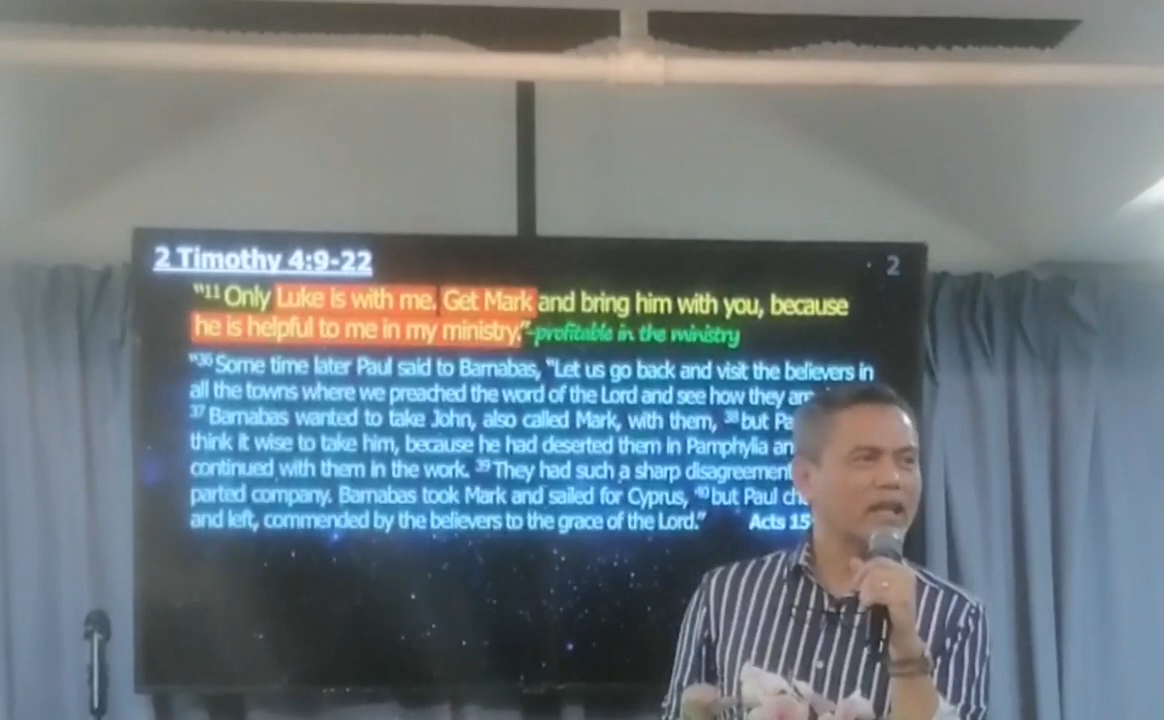 2 Timothy 4:9-22
2
"11 Only Luke is with me. Get Mark and bring him with you, because
he is helpful to me in my ministry."-profitable in the ministry
"36 Some time later Paul said to Barnabas, "Let us go back and visit the believers in
all the towns where we preached the word of the Lord and see how they are
37 Barnabas wanted to take John, also called Mark, with them, 38 but Pa
think it wise to take him, because he had deserted them in Pamphylia an
continued with them in the work. 39 They had such a sharp disagreement
parted company. Barnabas took Mark and sailed for Cyprus, 40 but Paul ch
and left, commended by the believers to the grace of the Lord." Acts 15